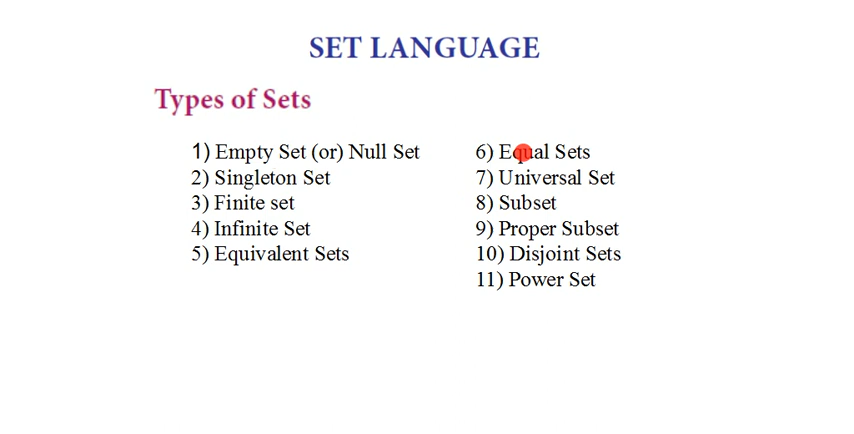 SET LANGUAGE
Types of Sets
1) Empty Set (or) Null Set
2) Singleton Set
3) Finite set
4) Infinite Set
5) Equivalent Sets
6) Equal Sets
7) Universal Set
8) Subset
9) Proper Subset
10) Disjoint Sets
11) Power Set